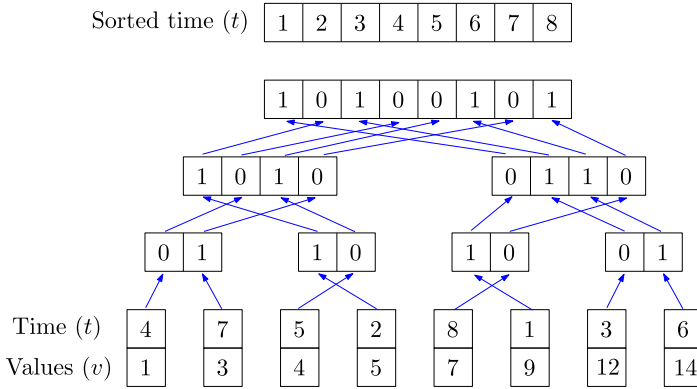 Sorted time (t) 1 2 3 4 5 6 7 8
1 0 1 0 0 1 0 1
1 0 1 0 0 1 1 0
0 1 1 0 1 0 0 1
Time (t) 4 7 5 2 8 1 3 6
Values (v) 1 3 4 5 7 9 12 14